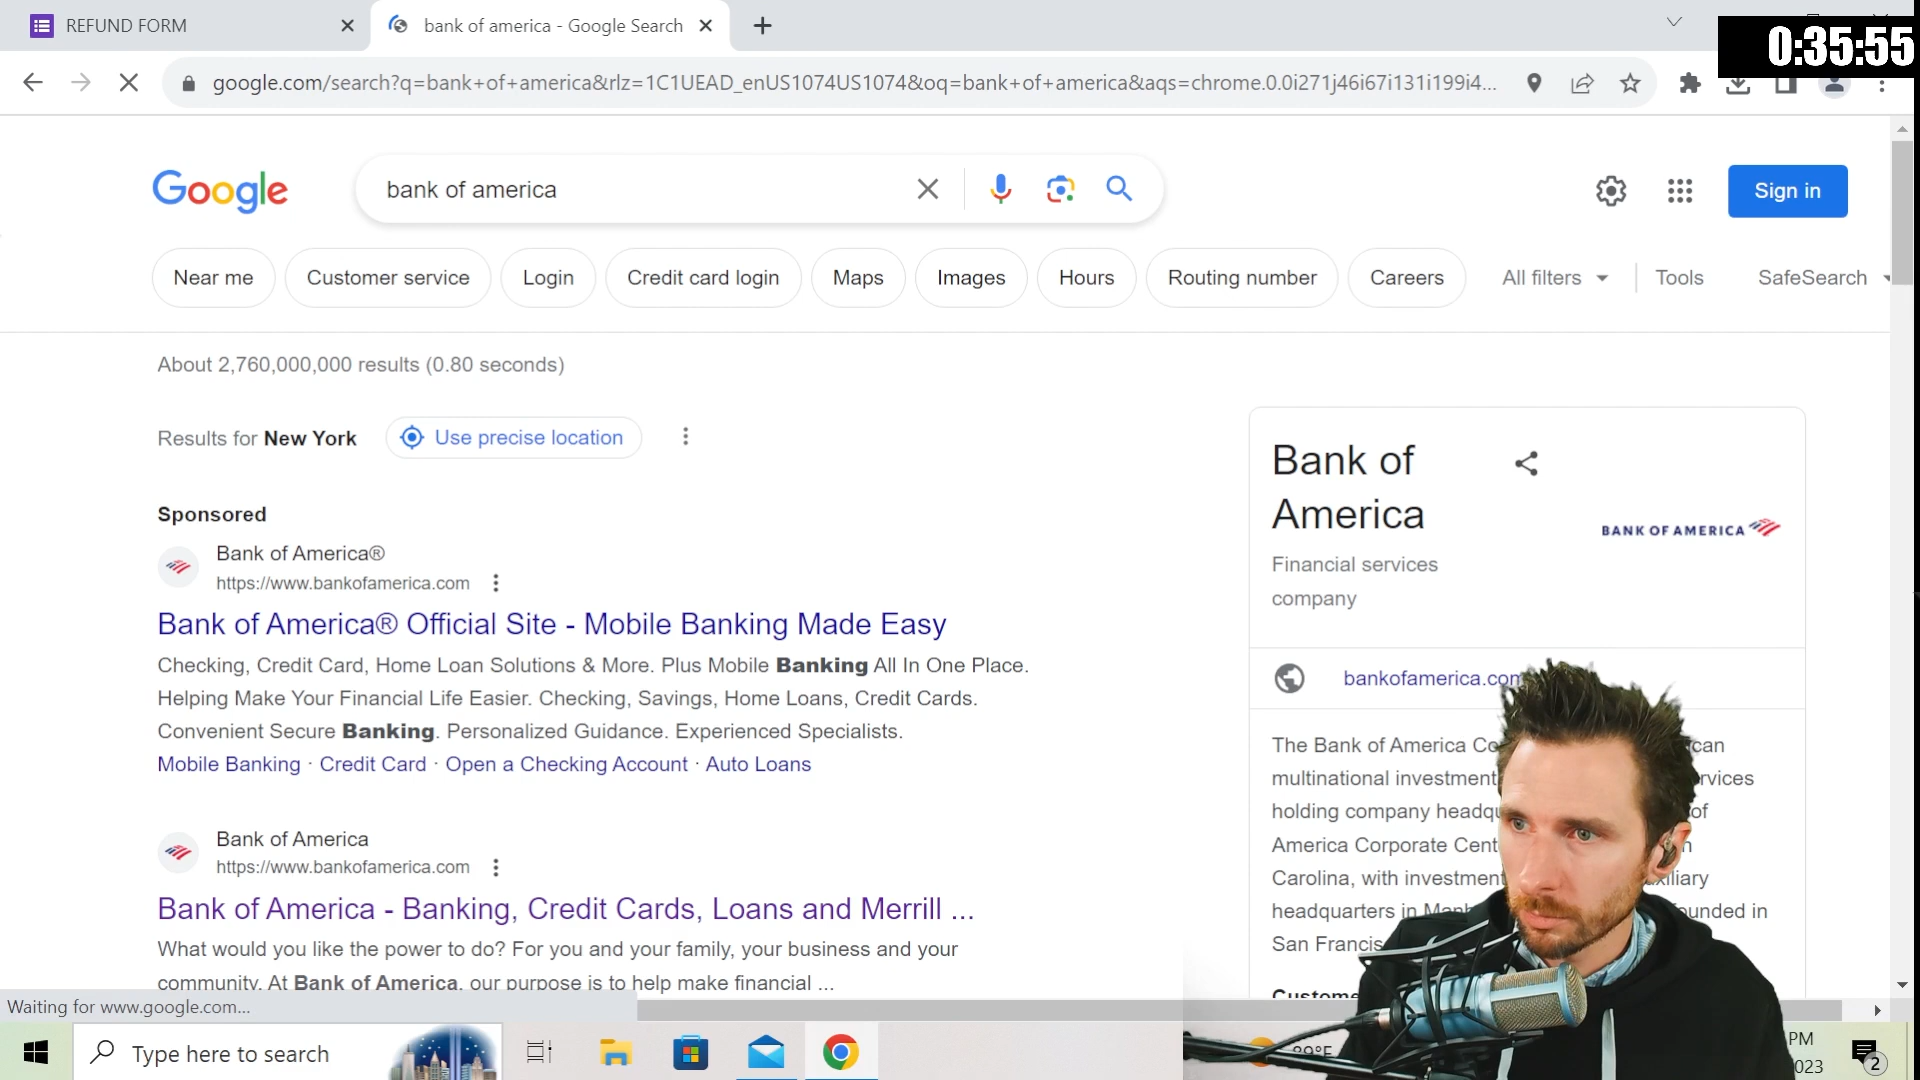 REFUND FORM
bank of america - Google Search
0:35:55
google.com/search?q=bank+of+america&rlz=1C1UEAD_enUS1074US1074&oq=bank+of+america&aqs=chrome.0.0i271j46i67i131i199i4...
Google
bank of america
Sign in
Near me
Customer service
Login
Credit card login
Maps
Images
Hours
Routing number
Careers
All filters
Tools
SafeSearch
About 2,760,000,000 results (0.80 seconds)
Results for New York
Use precise location
Sponsored
Bank of America®
https://www.bankofamerica.com
Bank of America® Official Site - Mobile Banking Made Easy
Checking, Credit Card, Home Loan Solutions & More. Plus Mobile Banking All In One Place.
Helping Make Your Financial Life Easier. Checking, Savings, Home Loans, Credit Cards.
Convenient Secure Banking. Personalized Guidance. Experienced Specialists.
Mobile Banking · Credit Card · Open a Checking Account · Auto Loans
Bank of America
https://www.bankofamerica.com
Bank of America - Banking, Credit Cards, Loans and Merrill ...
What would you like the power to do? For you and your family, your business and your
community. At Bank of America, our purpose is to help make financial ...
Bank of
America
BANK OF AMERICA
Financial services
company
bankofamerica.com
The Bank of America
multinational investment
holding company of
America Corporate
Carolina, with investment
headquarters in founded in
San
Waiting for www.google.com...
Type here to search
89°F
PM
2